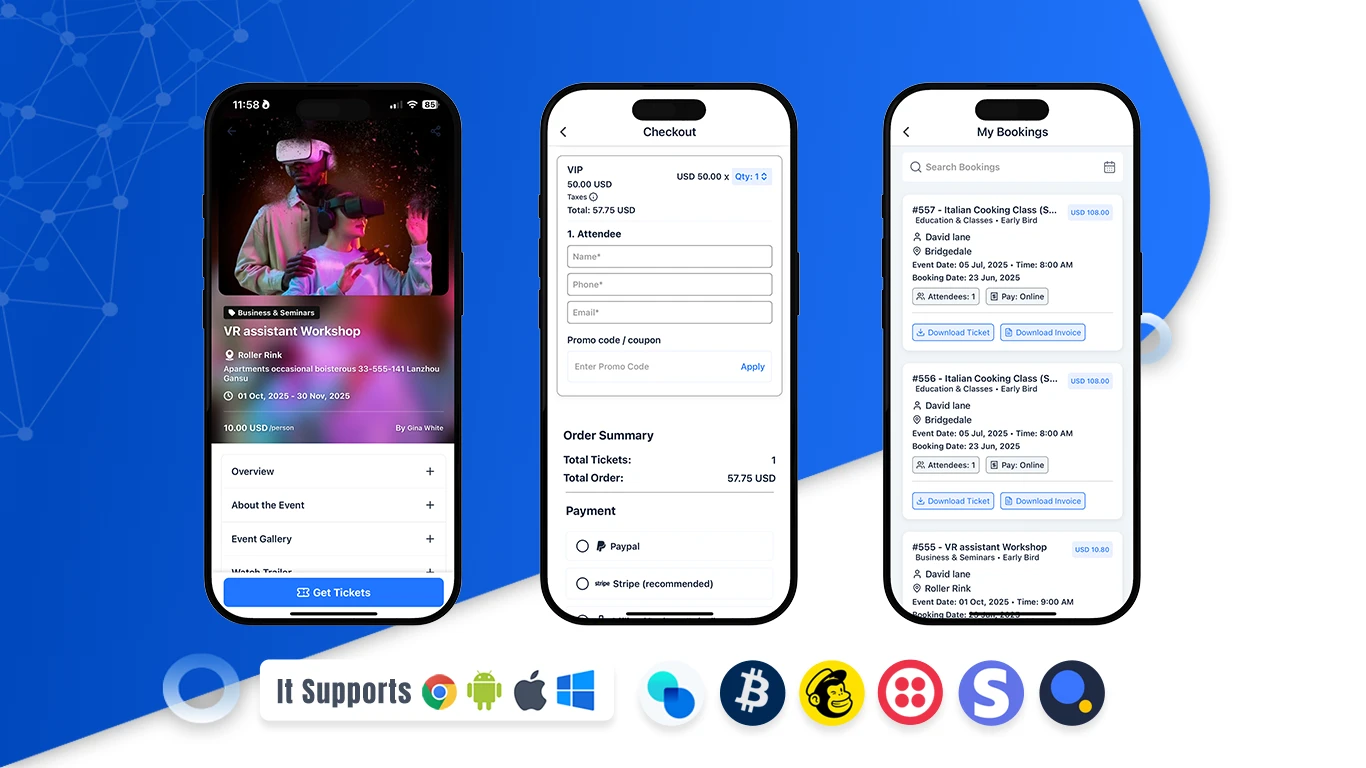 11:58
85
Business & Seminars
VR assistant Workshop
Roller Rink
Apartments occasional boisterous 33-555-141 Lanzhou
Gansu
01 Oct, 2025 - 30 Nov, 2025
10.00 USD /person
By Gina White
Overview
About the Event
Event Gallery
Watch Trailer
Get Tickets
Checkout
VIP
50.00 USD
USD 50.00 x Qty: 1
Taxes
Total: 57.75 USD
1. Attendee
Name*
Phone*
Email*
Promo code / coupon
Enter Promo Code
Apply
Order Summary
Total Tickets: 1
Total Order: 57.75 USD
Payment
Paypal
stripe Stripe (recommended)
My Bookings
Search Bookings
#557 - Italian Cooking Class (S...
USD 108.00
Education & Classes • Early Bird
David lane
Bridgedale
Event Date: 05 Jul, 2025 • Time: 8:00 AM
Booking Date: 23 Jun, 2025
Attendees: 1
Pay: Online
Download Ticket
Download Invoice
#556 - Italian Cooking Class (S...
USD 108.00
Education & Classes • Early Bird
David lane
Bridgedale
Event Date: 05 Jul, 2025 • Time: 8:00 AM
Booking Date: 23 Jun, 2025
Attendees: 1
Pay: Online
Download Ticket
Download Invoice
#555 - VR assistant Workshop
USD 10.80
Business & Seminars • Early Bird
David lane
Roller Rink
Event Date: 01 Oct, 2025 • Time: 9:00 AM
Booking Date: 23 Jun, 2025
It Supports